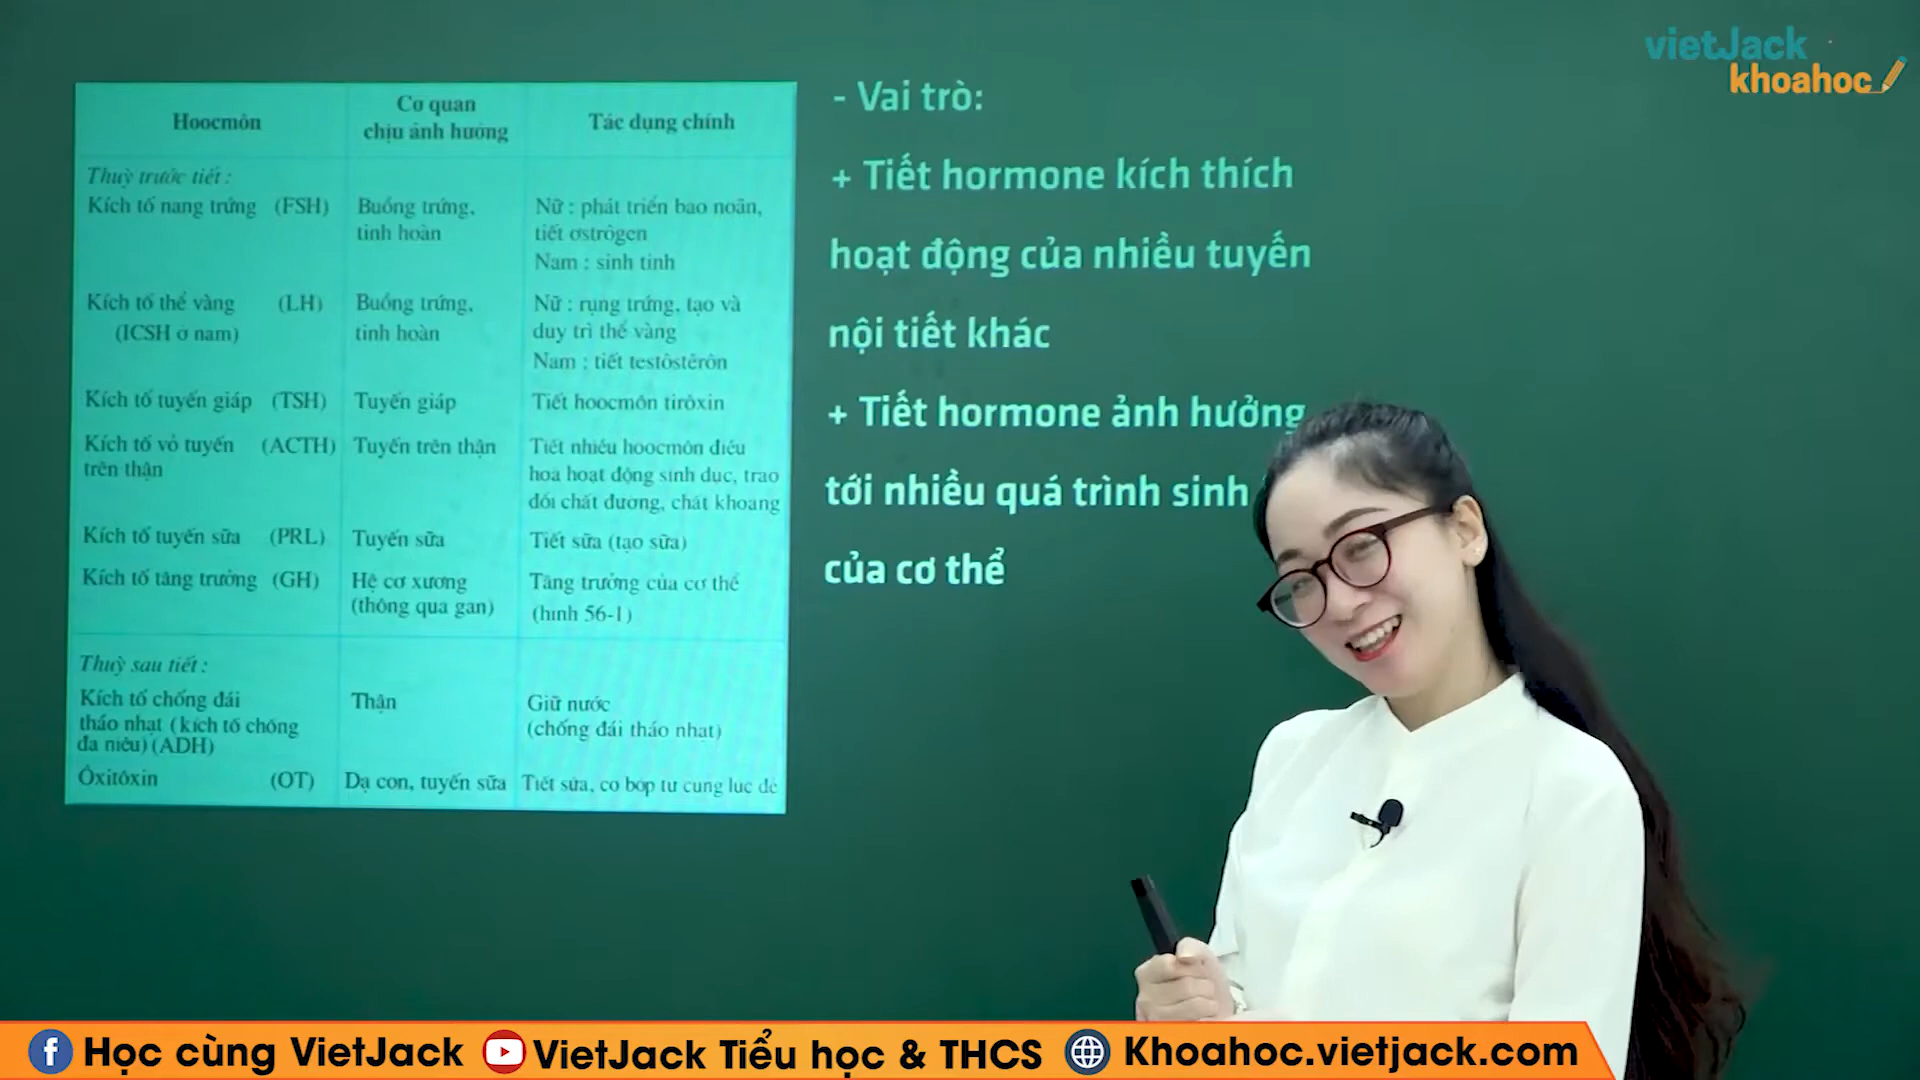 vietJack
khoahoc
Hoocmôn
Cơ quan
chịu ảnh hưởng
Tác dụng chính
Thuỳ trước tiết :
Kích tố nang trứng (FSH)
Buồng trứng,
tinh hoàn
Nữ : phát triển bao noãn,
tiết ơstrôgen
Nam : sinh tinh
Kích tố thể vàng (LH)
(ICSH ở nam)
Buồng trứng,
tinh hoàn
Nữ : rụng trứng, tạo và
duy trì thể vàng
Nam : tiết testôstêrôn
Kích tố tuyến giáp (TSH)
Tuyến giáp
Tiết hoocmôn tirôxin
Kích tố vỏ tuyến (ACTH)
trên thận
Tuyến trên thận
Tiết nhiều hoocmôn điều
hoà hoạt động sinh dục, trao
đổi chất đường, chất khoáng
Kích tố tuyến sữa (PRL)
Tuyến sữa
Tiết sữa (tạo sữa)
Kích tố tăng trưởng (GH)
Hệ cơ xương
(thông qua gan)
Tăng trưởng của cơ thể
(hình 56-1)
Thuỳ sau tiết :
Kích tố chống đái
tháo nhạt (kích tố chống
đa niệu) (ADH)
Thận
Giữ nước
(chống đái tháo nhạt)
Ôxitôxin (OT)
Dạ con, tuyến sữa
Tiết sữa, co bóp tử cung lúc đẻ
- Vai trò:
+ Tiết hormone kích thích
hoạt động của nhiều tuyến
nội tiết khác
+ Tiết hormone ảnh hưởng
tới nhiều quá trình sinh
của cơ thể
Học cùng VietJack
VietJack Tiểu học & THCS
Khoahoc.vietjack.com